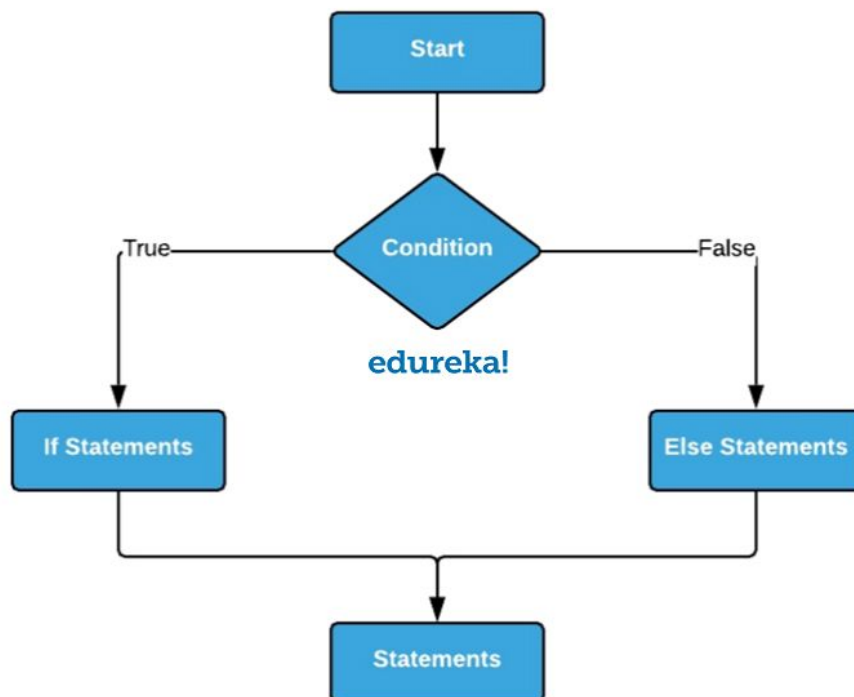 Start
Condition
True
False
edureka!
If Statements
Else Statements
Statements